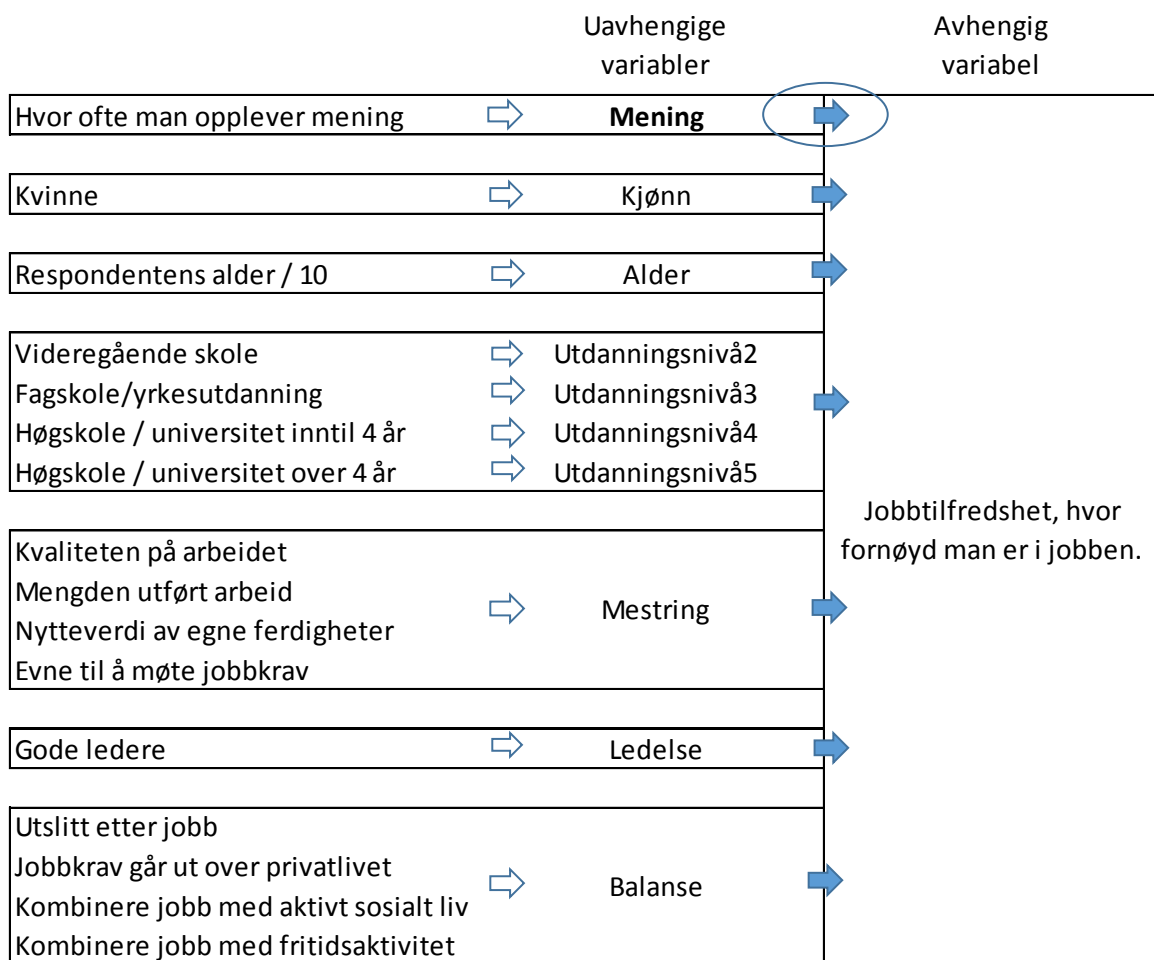 Uavhengige variabler
Avhengig variabel
Hvor ofte man opplever mening
Mening
Kvinne
Kjønn
Respondentens alder / 10
Alder
Videregående skole
Utdanningsnivå2
Fagskole/yrkesutdanning
Utdanningsnivå3
Høgskole / universitet inntil 4 år
Utdanningsnivå4
Høgskole / universitet over 4 år
Utdanningsnivå5
Jobbtilfredshet, hvor
fornøyd man er i jobben.
Kvaliteten på arbeidet
Mengden utført arbeid
Nytteverdi av egne ferdigheter
Evne til å møte jobbkrav
Mestring
Gode ledere
Ledelse
Utslitt etter jobb
Jobbkrav går ut over privatlivet
Kombinere jobb med aktivt sosialt liv
Kombinere jobb med fritidsaktivitet
Balanse